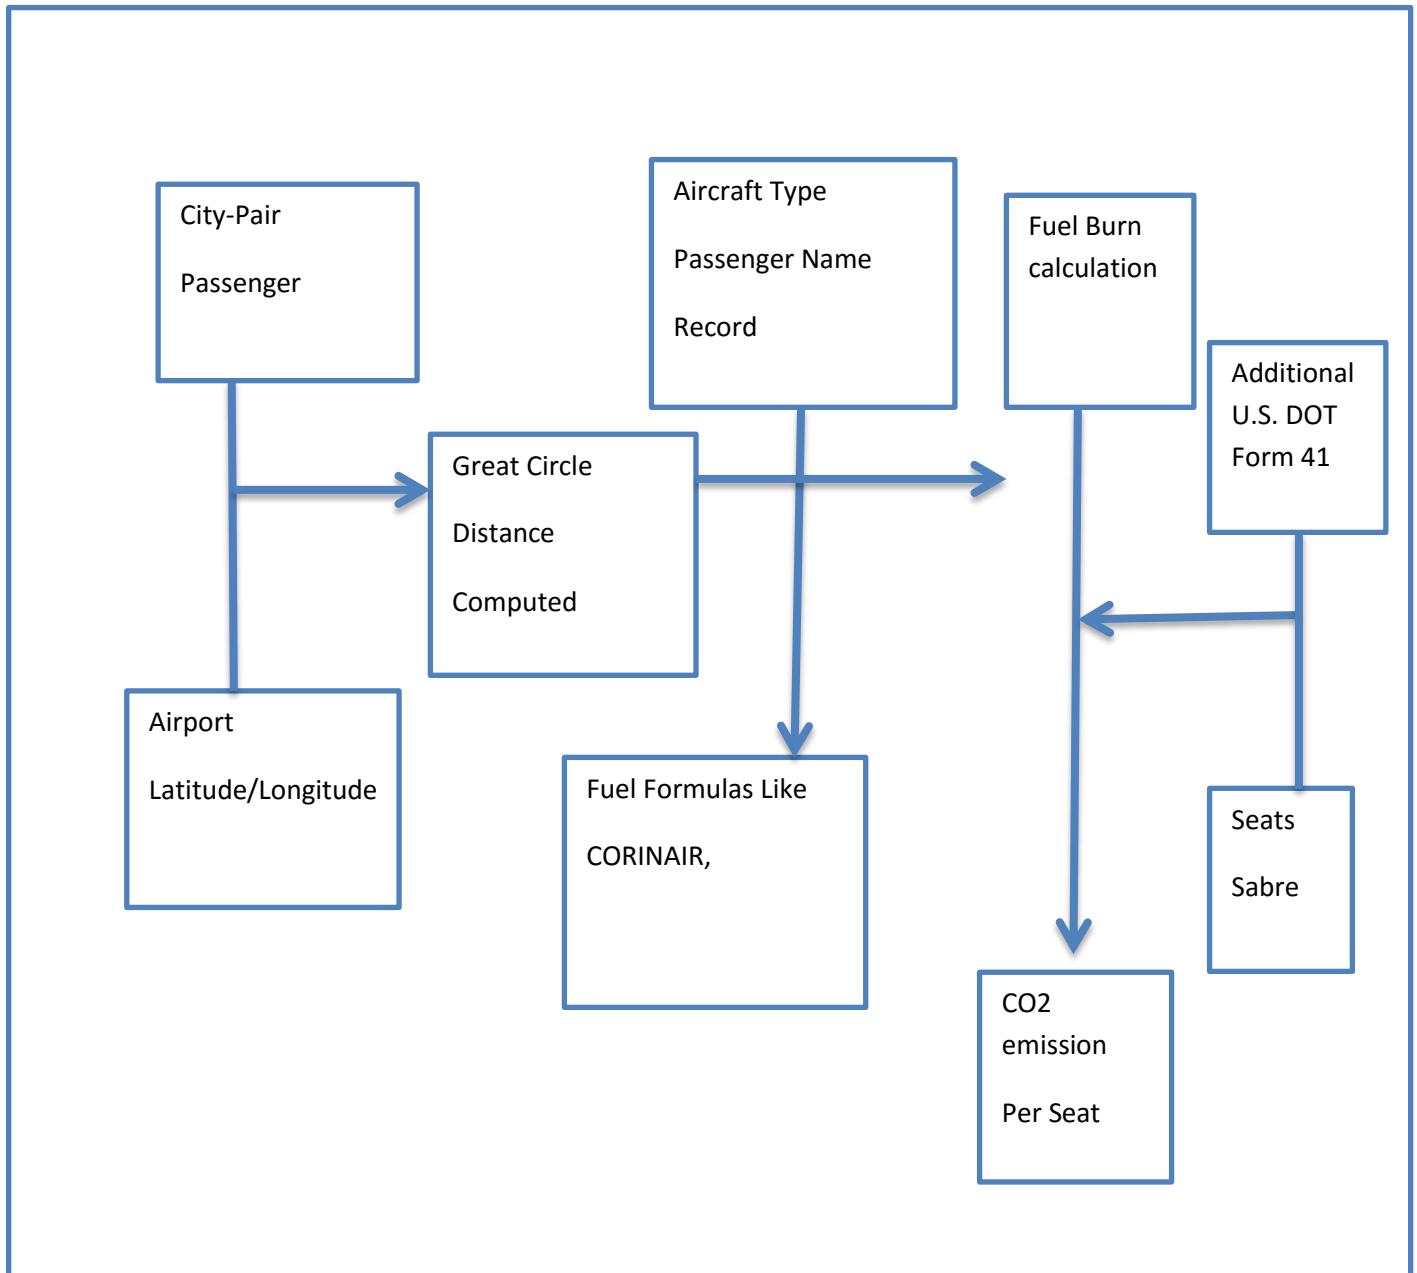 City-Pair
Passenger
Aircraft Type
Passenger Name
Record
Fuel Burn
calculation
Additional
U.S. DOT
Form 41
Great Circle
Distance
Computed
Airport
Latitude/Longitude
Fuel Formulas Like
CORINAIR,
Seats
Sabre
CO2
emission
Per Seat